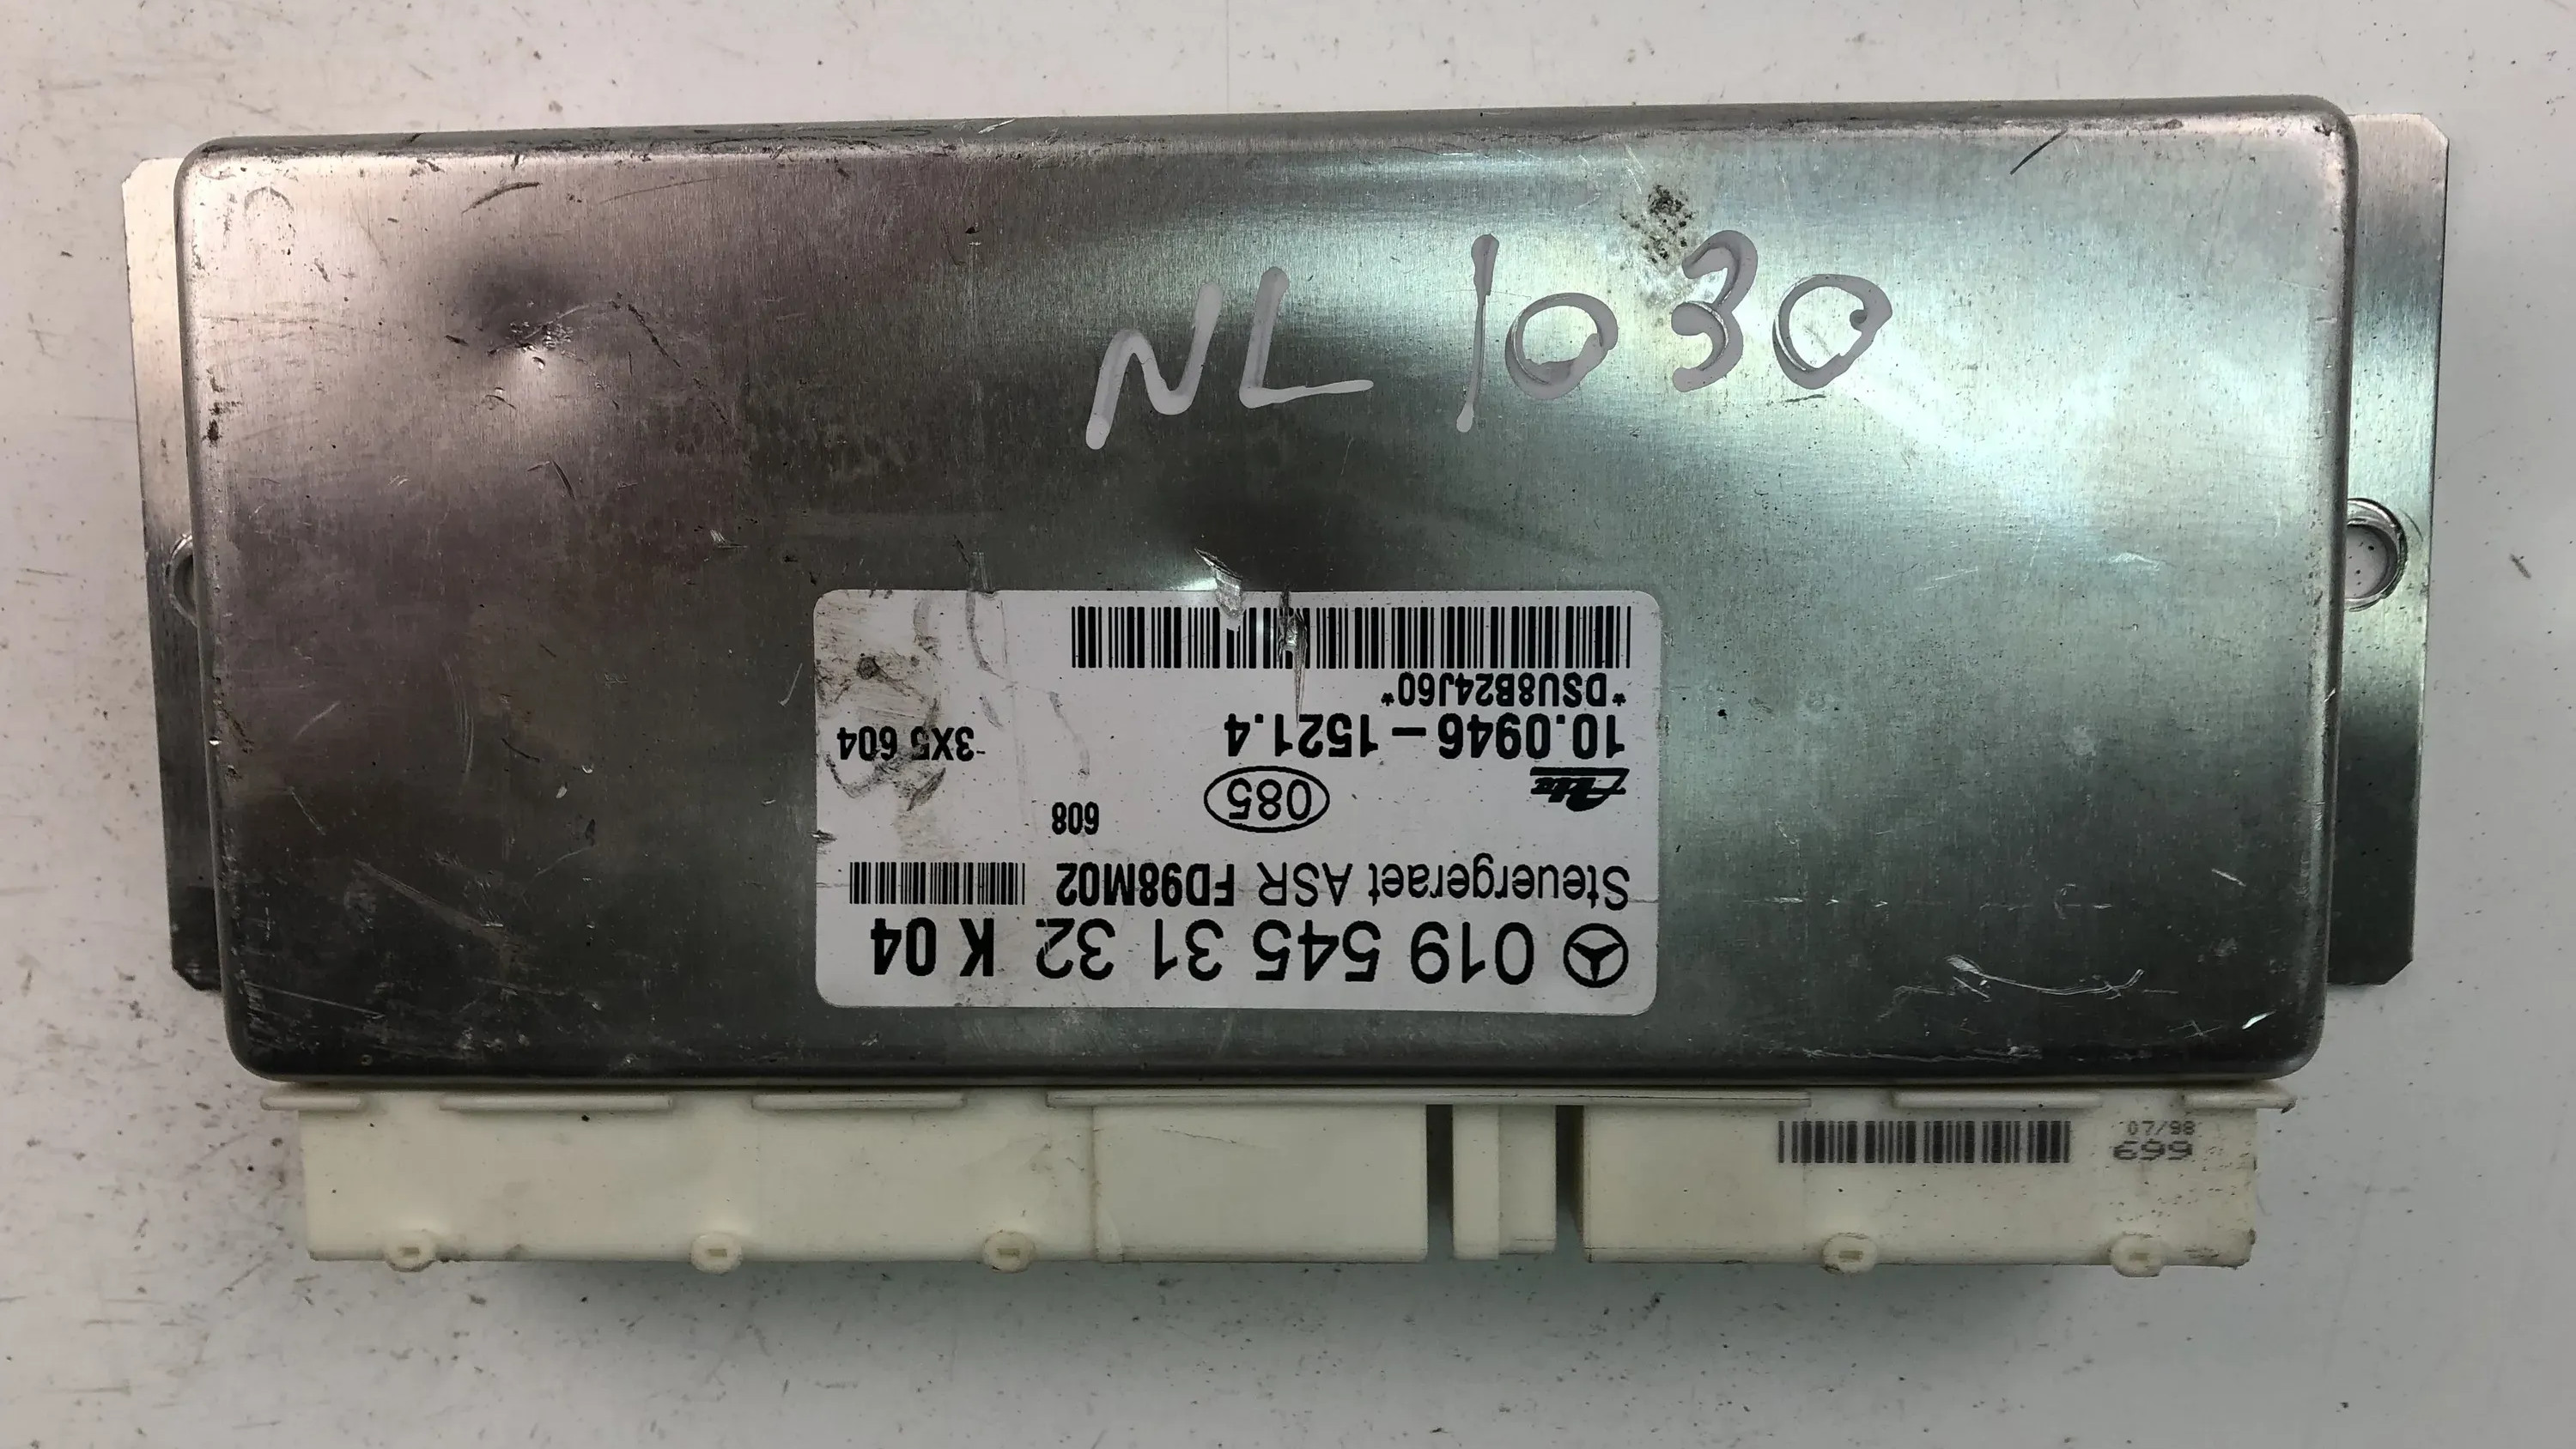 NL 1030
019 545 31 32 K 04
Steuergeraet ASR FD98M02
608
085
Ate
10.0946-1521.4
3X5 604
*DSU8B24J60*
07/98
699